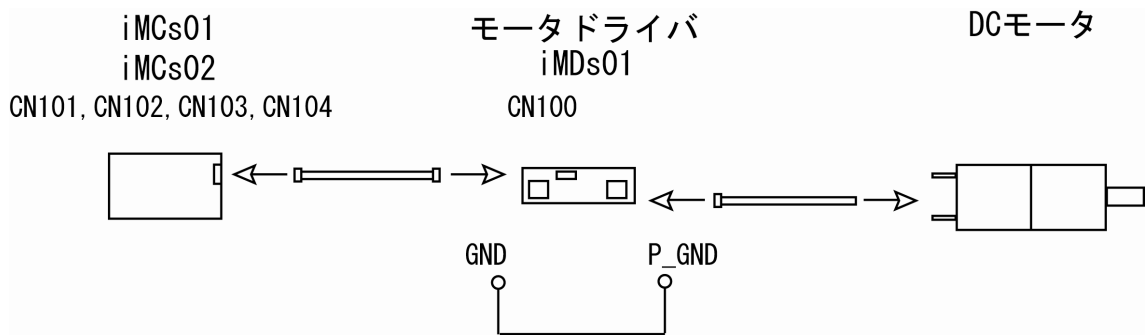 iMCs01
iMCs02
CN101, CN102, CN103, CN104
モータドライバ
iMDs01
CN100
DCモータ
GND
P_GND